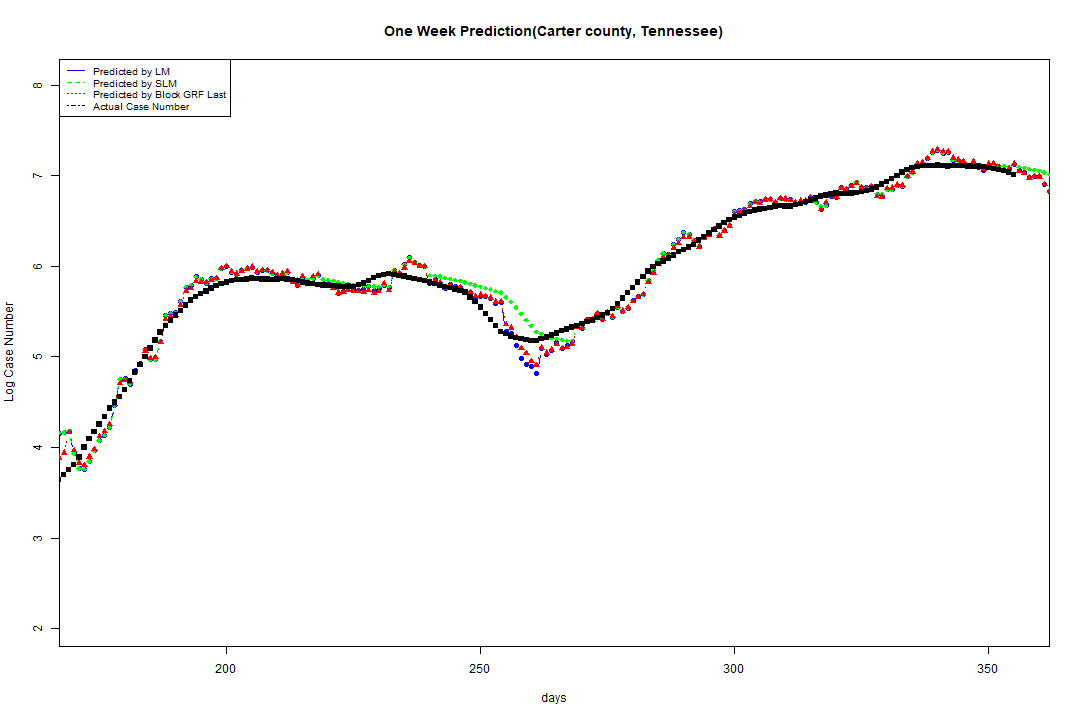 One Week Prediction(Carter county, Tennessee)
Predicted by LM
Predicted by SLM
Predicted by Block GRF Last
Actual Case Number
8
7
6
5
4
3
2
Log Case Number
200 250 300 350
days